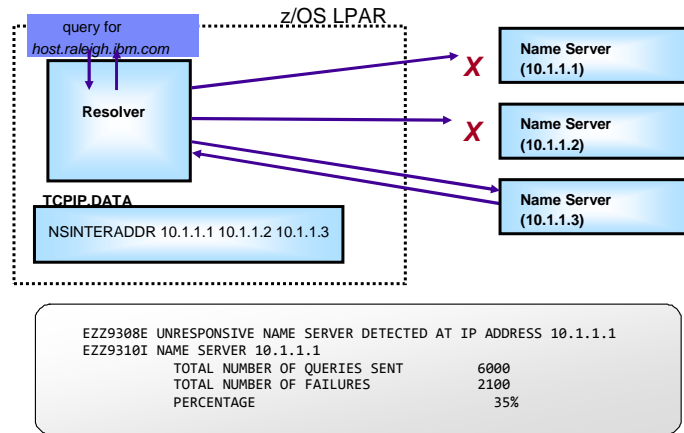 z/OS LPAR
query for
host.raleigh.ibm.com
Resolver
TCPIP.DATA
NSINTERADDR 10.1.1.1 10.1.1.2 10.1.1.3
X
Name Server
(10.1.1.1)
X
Name Server
(10.1.1.2)
Name Server
(10.1.1.3)
EZZ9308E UNRESPONSIVE NAME SERVER DETECTED AT IP ADDRESS 10.1.1.1
EZZ9310I NAME SERVER 10.1.1.1
TOTAL NUMBER OF QUERIES SENT 6000
TOTAL NUMBER OF FAILURES 2100
PERCENTAGE 35%